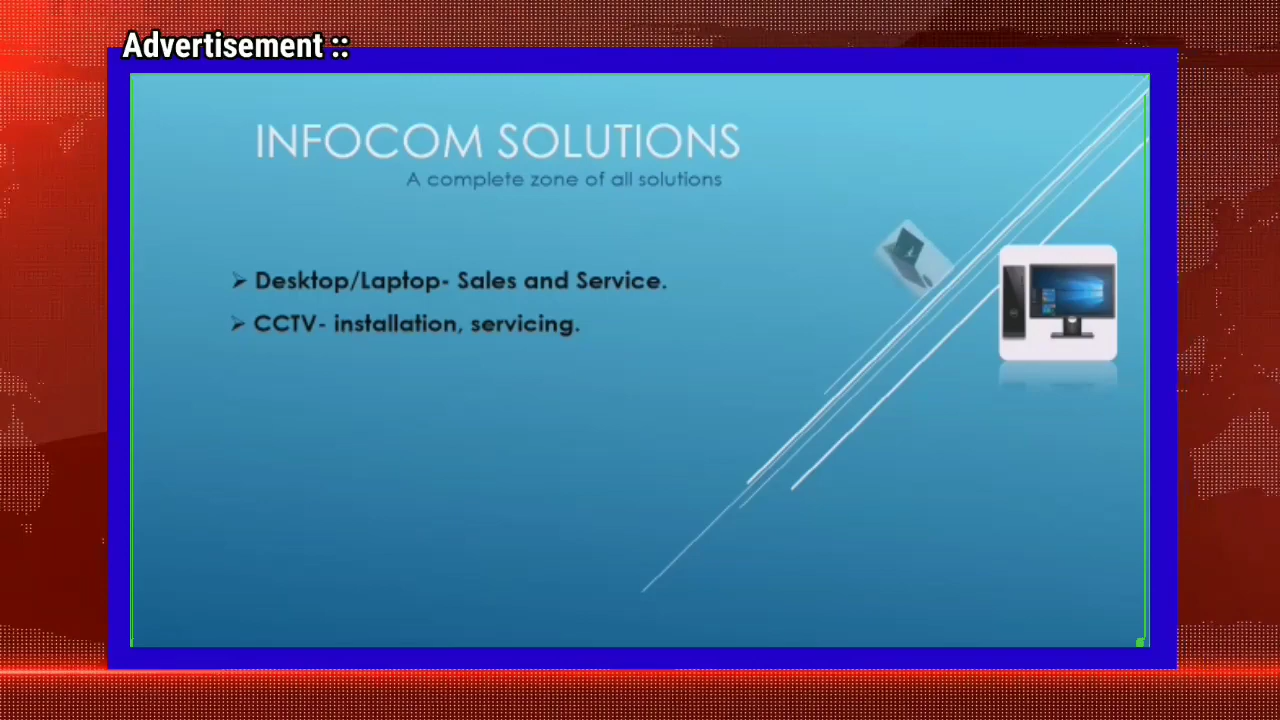 Advertisement ::
INFOCOM SOLUTIONS
A complete zone of all solutions
➢ Desktop/Laptop- Sales and Service.
➢ CCTV- installation, servicing.